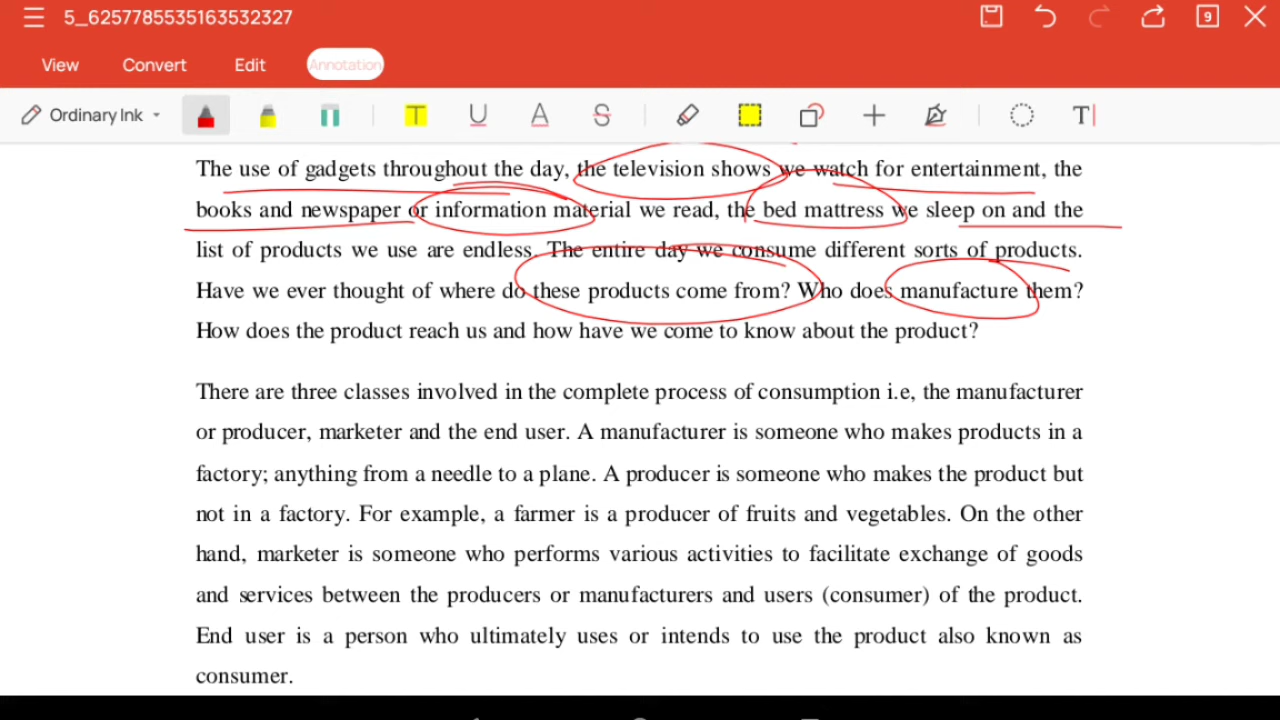 5_6257785535163532327
9
View Convert Edit Annotation
Ordinary Ink T U A S T
The use of gadgets throughout the day, the television shows we watch for entertainment, the
books and newspaper or information material we read, the bed mattress we sleep on and the
list of products we use are endless. The entire day we consume different sorts of products.
Have we ever thought of where do these products come from? Who does manufacture them?
How does the product reach us and how have we come to know about the product?
There are three classes involved in the complete process of consumption i.e, the manufacturer
or producer, marketer and the end user. A manufacturer is someone who makes products in a
factory; anything from a needle to a plane. A producer is someone who makes the product but
not in a factory. For example, a farmer is a producer of fruits and vegetables. On the other
hand, marketer is someone who performs various activities to facilitate exchange of goods
and services between the producers or manufacturers and users (consumer) of the product.
End user is a person who ultimately uses or intends to use the product also known as
consumer.